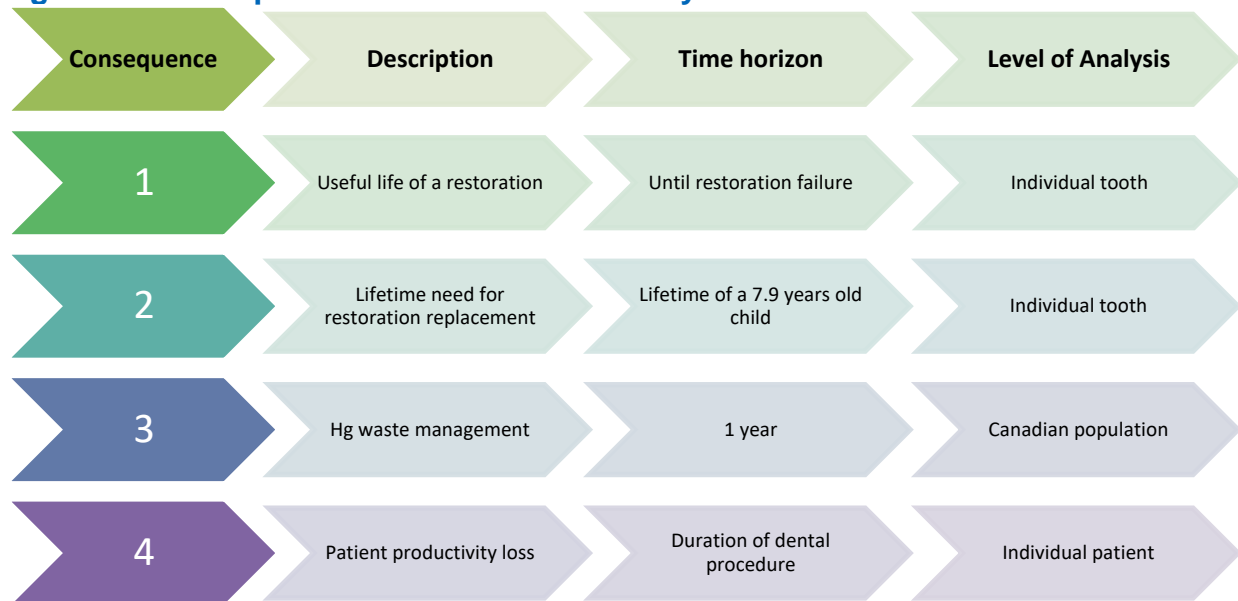 Consequence
Description
Time horizon
Level of Analysis
1
Useful life of a restoration
Until restoration failure
Individual tooth
2
Lifetime need for
restoration replacement
Lifetime of a 7.9 years old
child
Individual tooth
3
Hg waste management
1 year
Canadian population
4
Patient productivity loss
Duration of dental
procedure
Individual patient